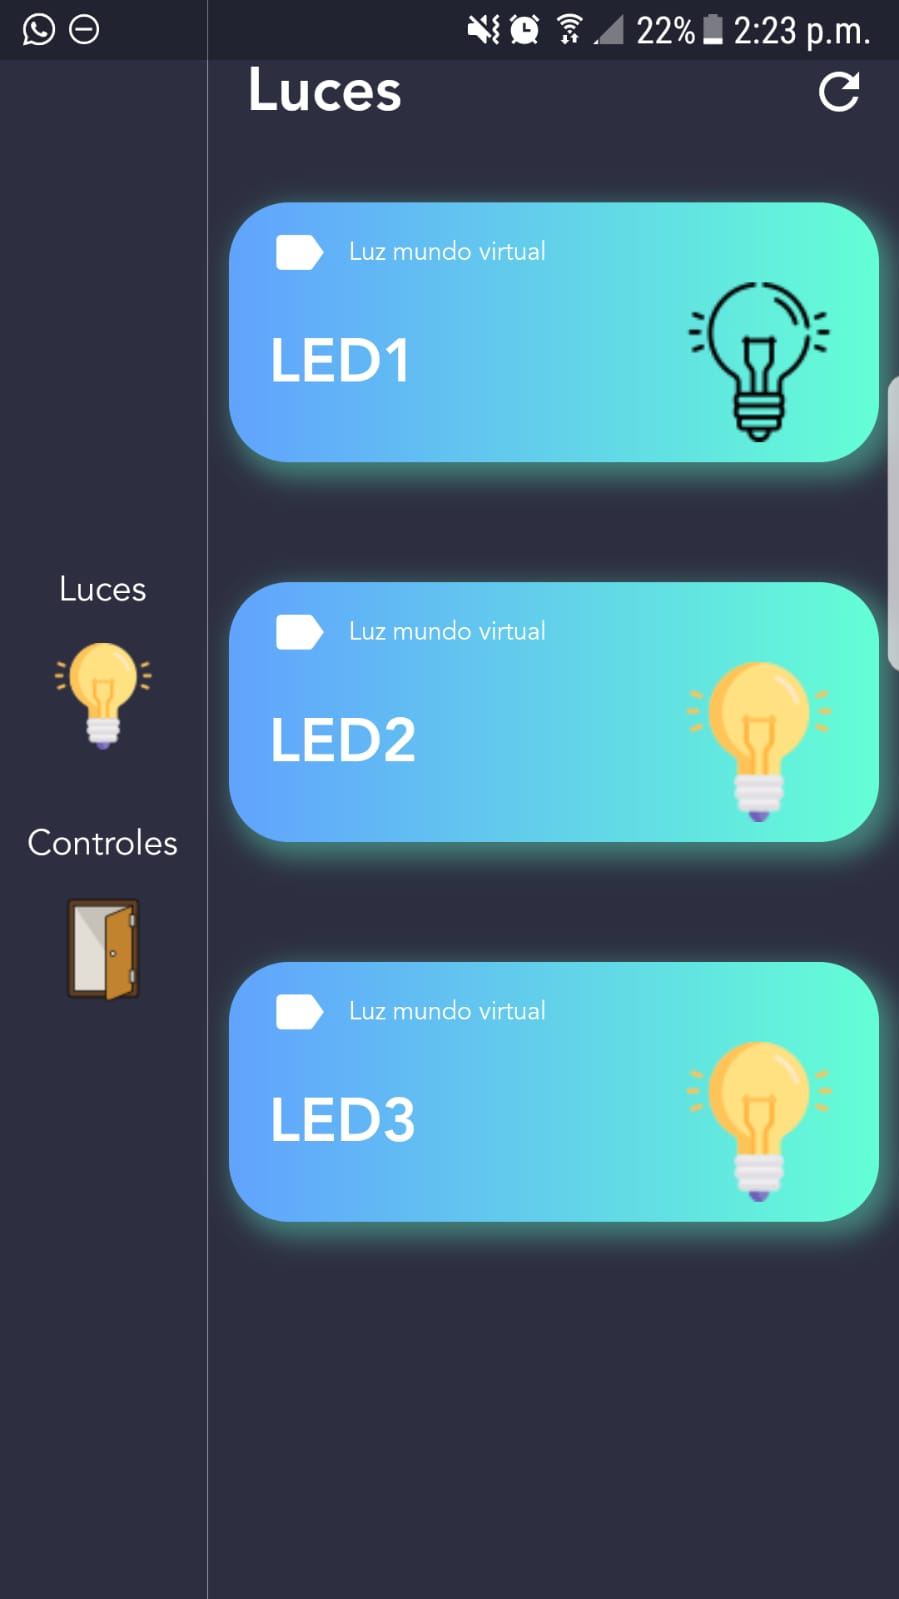 22% 2:23 p.m.
Luces
Luz mundo virtual
LED1
Luces
Luz mundo virtual
LED2
Controles
Luz mundo virtual
LED3